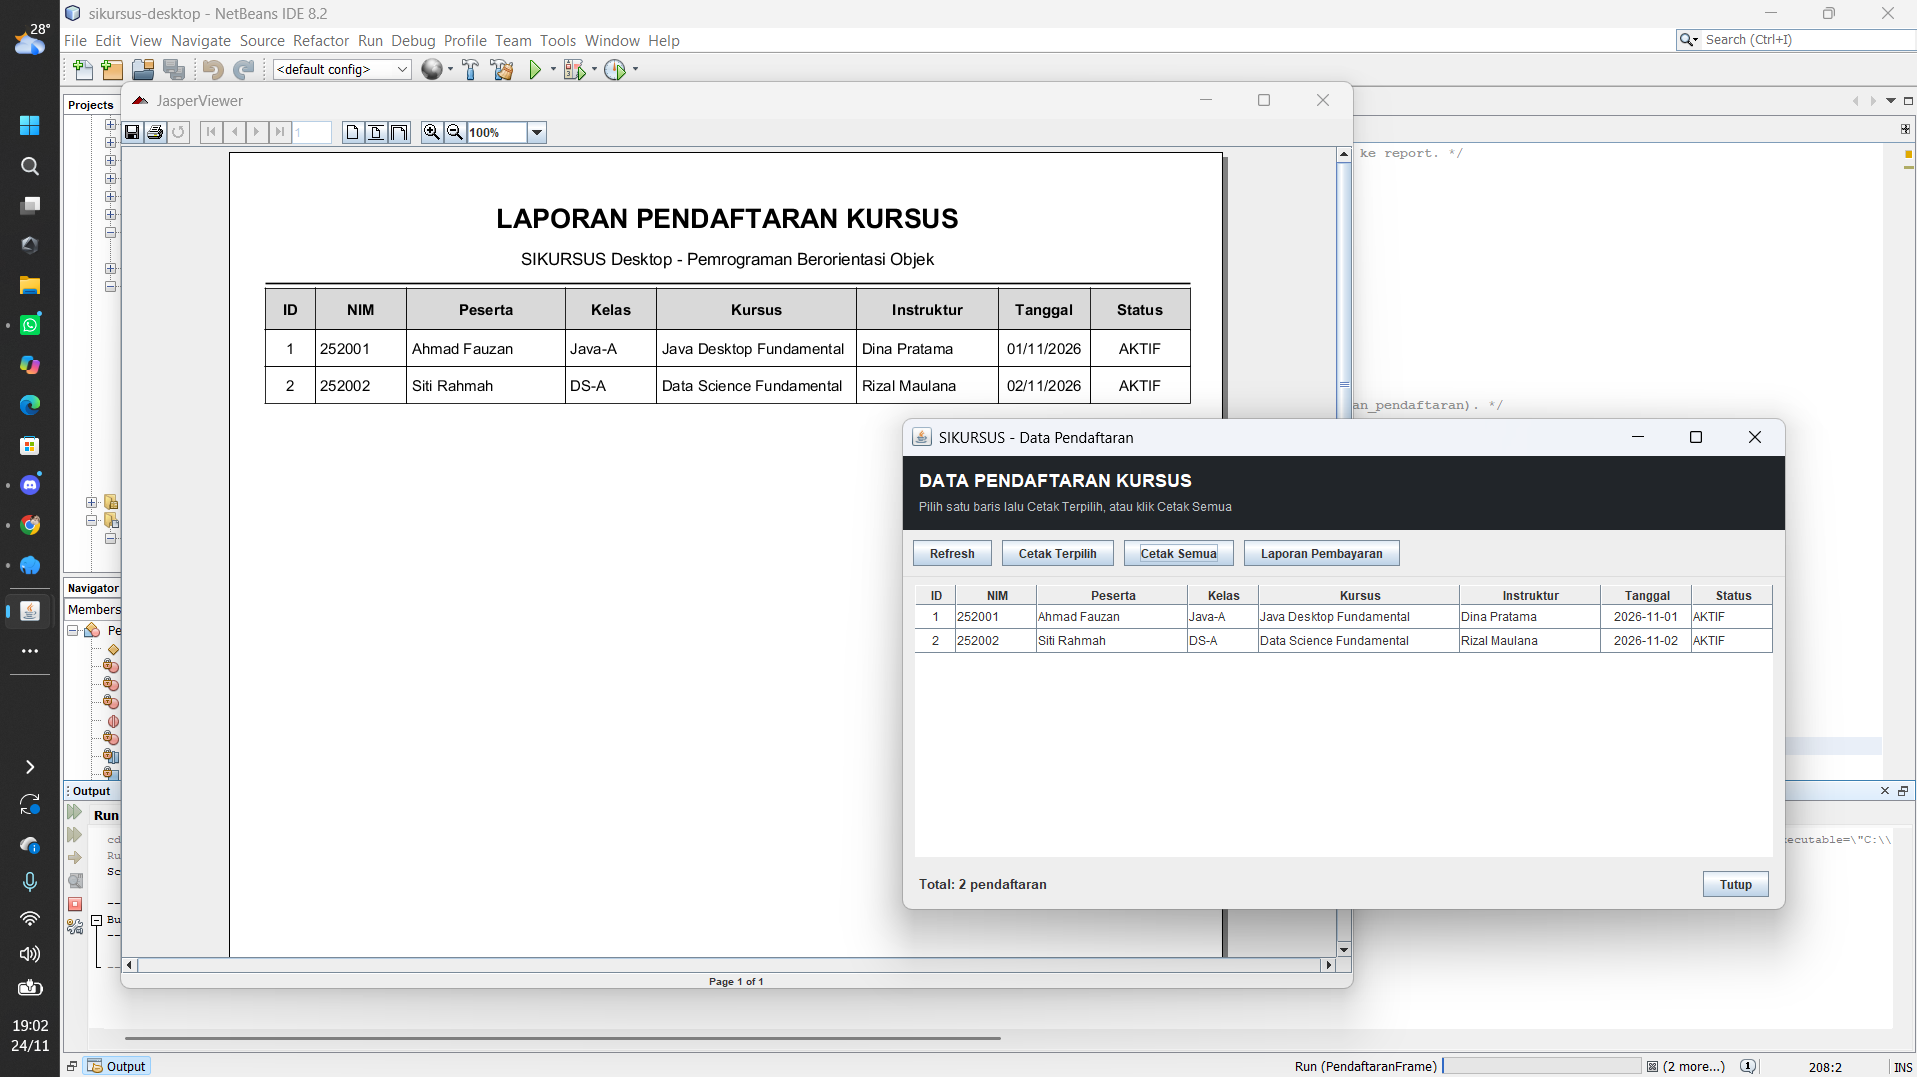 28°
sikursus-desktop - NetBeans IDE 8.2
File Edit View Navigate Source Refactor Run Debug Profile Team Tools Window Help
Search (Ctrl+I)
<default config>
Projects
JasperViewer
1
100%
ke report. */
LAPORAN PENDAFTARAN KURSUS
SIKURSUS Desktop - Pemrograman Berorientasi Objek
ID NIM Peserta Kelas Kursus Instruktur Tanggal Status
1 252001 Ahmad Fauzan Java-A Java Desktop Fundamental Dina Pratama 01/11/2026 AKTIF
2 252002 Siti Rahmah DS-A Data Science Fundamental Rizal Maulana 02/11/2026 AKTIF
an_pendaftaran). */
SIKURSUS - Data Pendaftaran
DATA PENDAFTARAN KURSUS
Pilih satu baris lalu Cetak Terpilih, atau klik Cetak Semua
Refresh Cetak Terpilih Cetak Semua Laporan Pembayaran
ID NIM Peserta Kelas Kursus Instruktur Tanggal Status
1 252001 Ahmad Fauzan Java-A Java Desktop Fundamental Dina Pratama 2026-11-01 AKTIF
2 252002 Siti Rahmah DS-A Data Science Fundamental Rizal Maulana 2026-11-02 AKTIF
Total: 2 pendaftaran
Tutup
Navigator
Members
Pe
Output
Run
cd
Ru
Sc
Bu
ecutable=\"C:\\
Page 1 of 1
19:02
24/11
Output
Run (PendaftaranFrame)
(2 more...)
1
208:2
INS